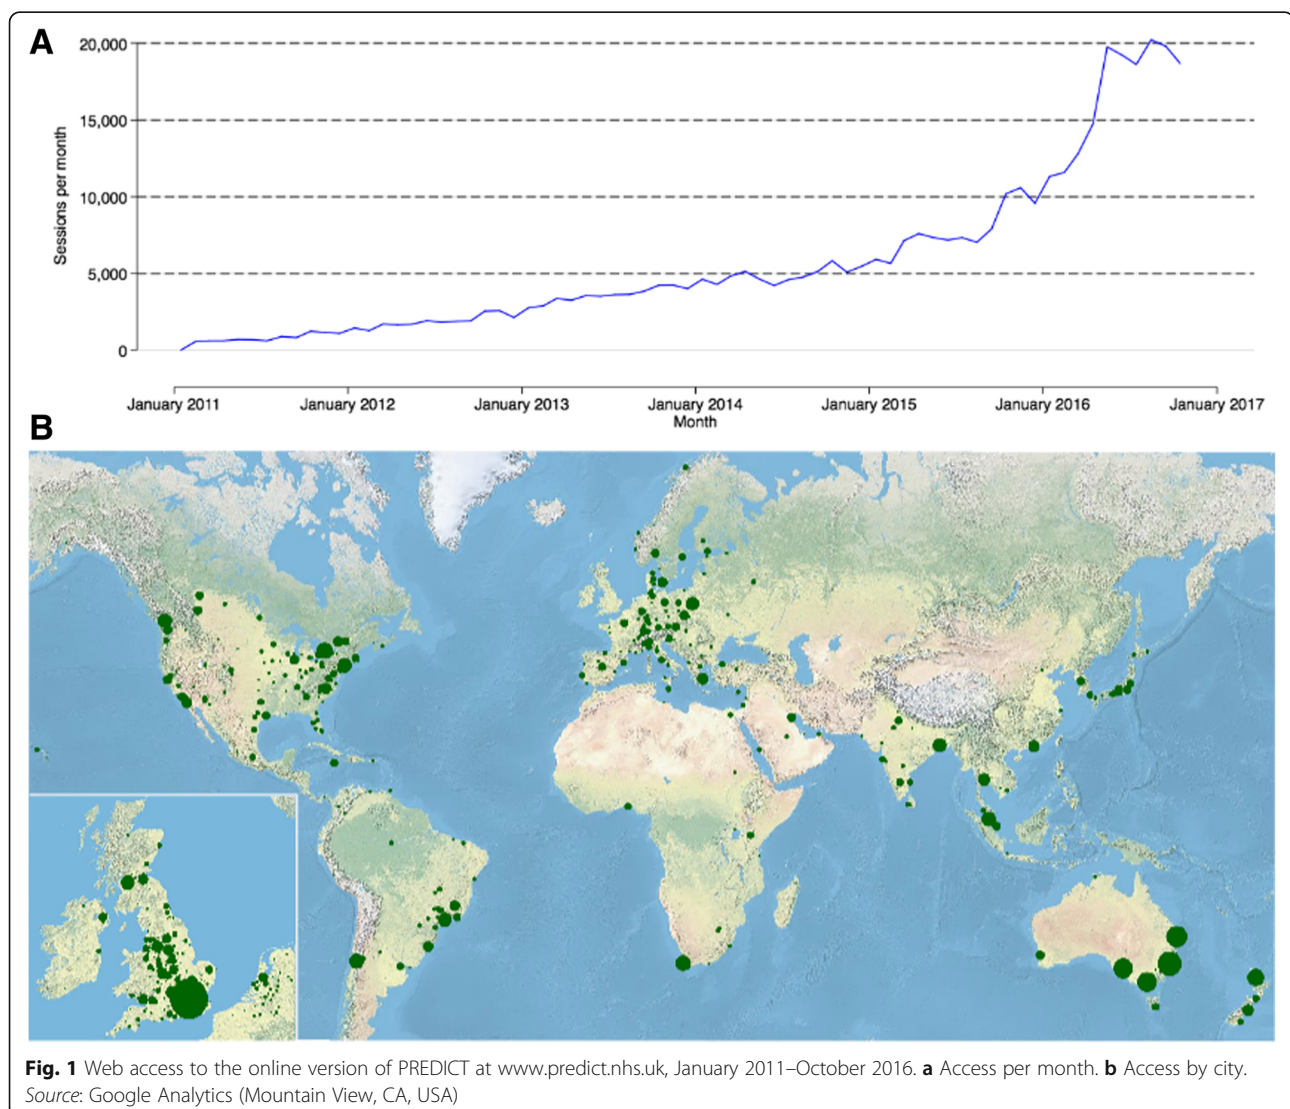 A
20,000
15,000
10,000
5,000
0
Sessions per month
January 2011 January 2012 January 2013 January 2014 January 2015 January 2016 January 2017
Month
B
Fig. 1 Web access to the online version of PREDICT at www.predict.nhs.uk, January 2011–October 2016. a Access per month. b Access by city.
Source: Google Analytics (Mountain View, CA, USA)